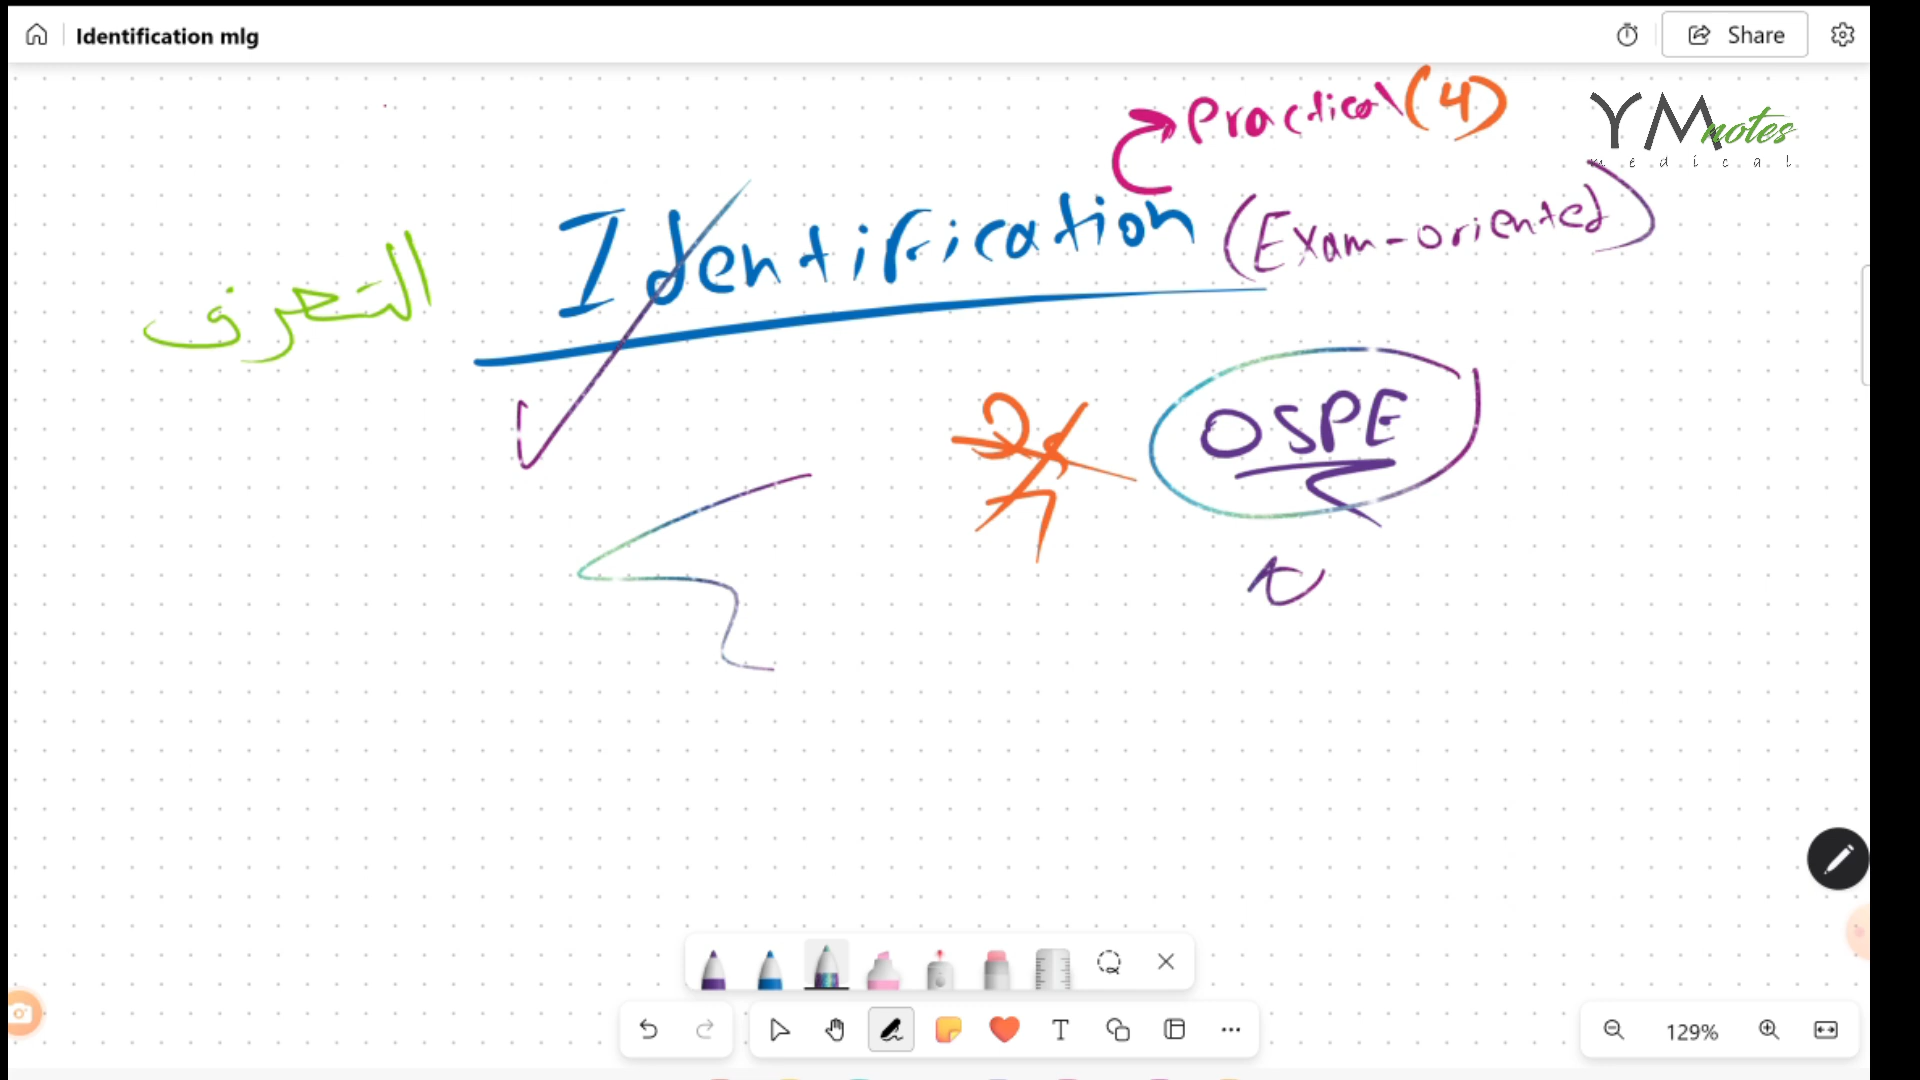 Identification mlg
Share
Practical (4)
YM notes
medical
Identification (Exam-oriented)
التعرف
OSPE
T
129%